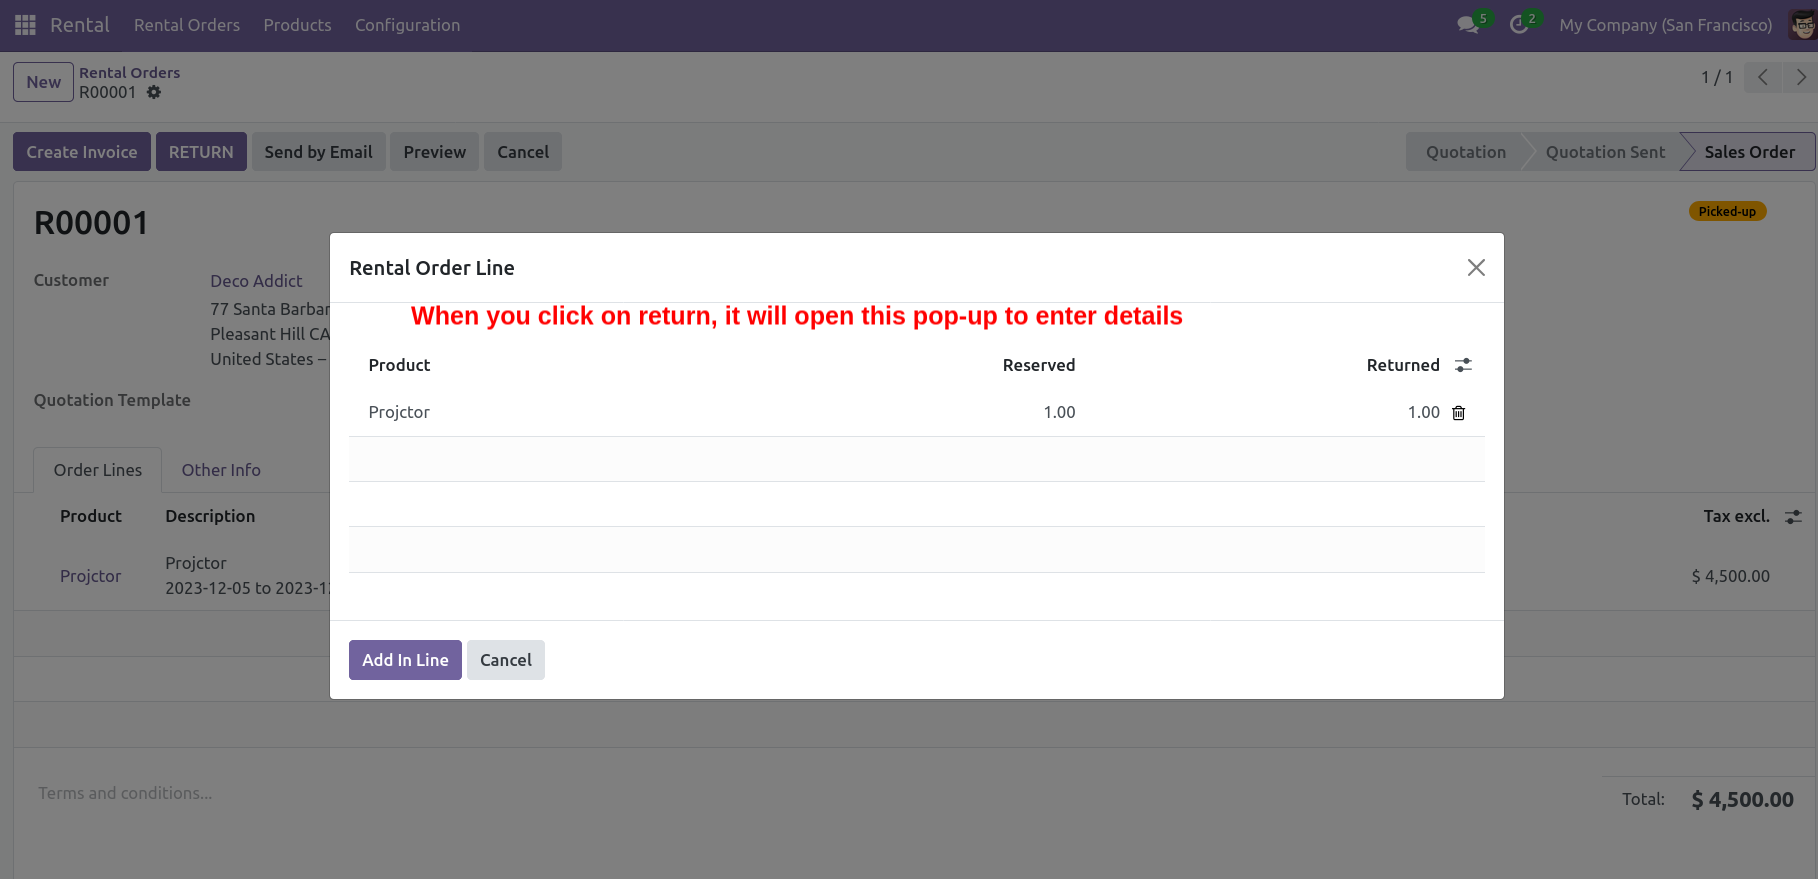 Rental Rental Orders Products Configuration 5 2 My Company (San Francisco)
New Rental Orders
R00001
1 / 1
Create Invoice RETURN Send by Email Preview Cancel Quotation Quotation Sent Sales Order
R00001
Picked-up
Customer Deco Addict
77 Santa Barbar
Pleasant Hill CA
United States –
Quotation Template
Rental Order Line
When you click on return, it will open this pop-up to enter details
Product Reserved Returned
Projctor 1.00 1.00
Add In Line Cancel
Order Lines Other Info
Product Description Tax excl.
Projctor Projctor
2023-12-05 to 2023-1
$ 4,500.00
Terms and conditions...
Total: $ 4,500.00